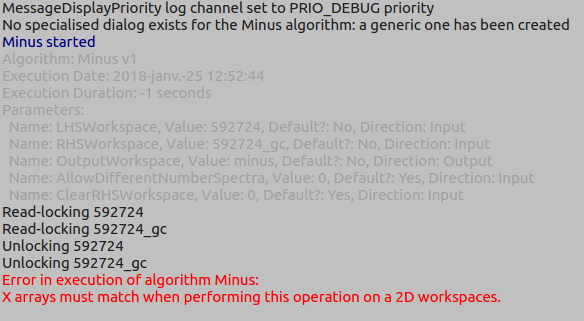 MessageDisplayPriority log channel set to PRIO_DEBUG priority
No specialised dialog exists for the Minus algorithm: a generic one has been created
Minus started
Algorithm: Minus v1
Execution Date: 2018-janv.-25 12:52:44
Execution Duration: -1 seconds
Parameters:
Name: LHSWorkspace, Value: 592724, Default?: No, Direction: Input
Name: RHSWorkspace, Value: 592724_gc, Default?: No, Direction: Input
Name: OutputWorkspace, Value: minus, Default?: No, Direction: Output
Name: AllowDifferentNumberSpectra, Value: 0, Default?: Yes, Direction: Input
Name: ClearRHSWorkspace, Value: 0, Default?: Yes, Direction: Input
Read-locking 592724
Read-locking 592724_gc
Unlocking 592724
Unlocking 592724_gc
Error in execution of algorithm Minus:
X arrays must match when performing this operation on a 2D workspaces.